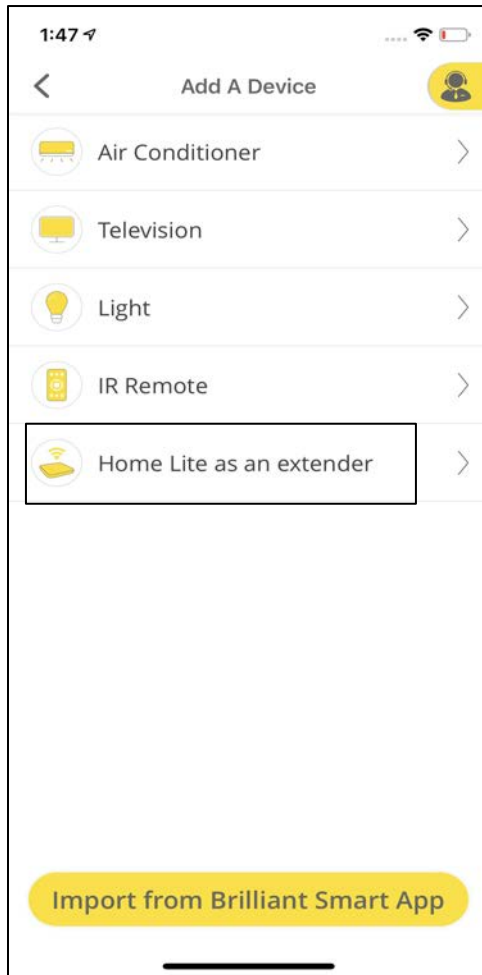 1:47
Add A Device
Air Conditioner
Television
Light
IR Remote
Home Lite as an extender
Import from Brilliant Smart App